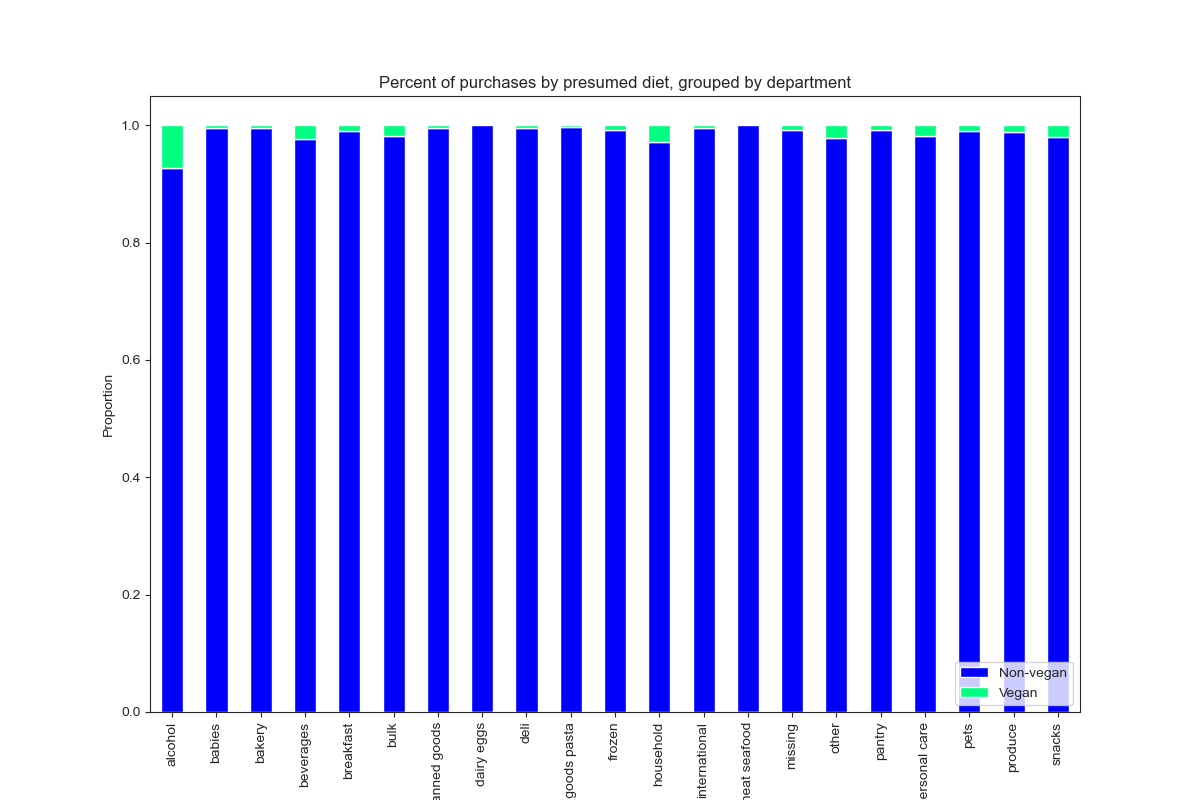 Percent of purchases by presumed diet, grouped by department
Proportion
1.0
0.8
0.6
0.4
0.2
0.0
Non-vegan
Vegan
alcohol
babies
bakery
beverages
breakfast
bulk
anned goods
dairy eggs
deli
goods pasta
frozen
household
international
neat seafood
missing
other
pantry
ersonal care
pets
produce
snacks